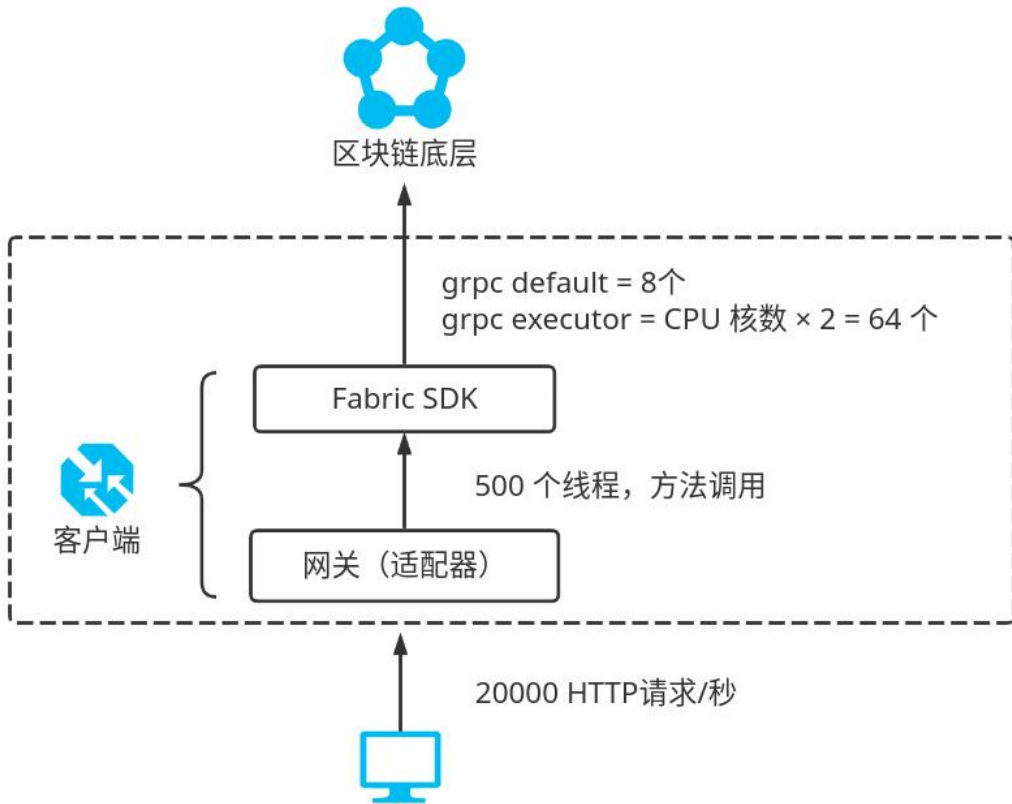 区块链底层
grpc default = 8个
grpc executor = CPU 核数 × 2 = 64 个
Fabric SDK
500 个线程，方法调用
客户端
网关（适配器）
20000 HTTP请求/秒